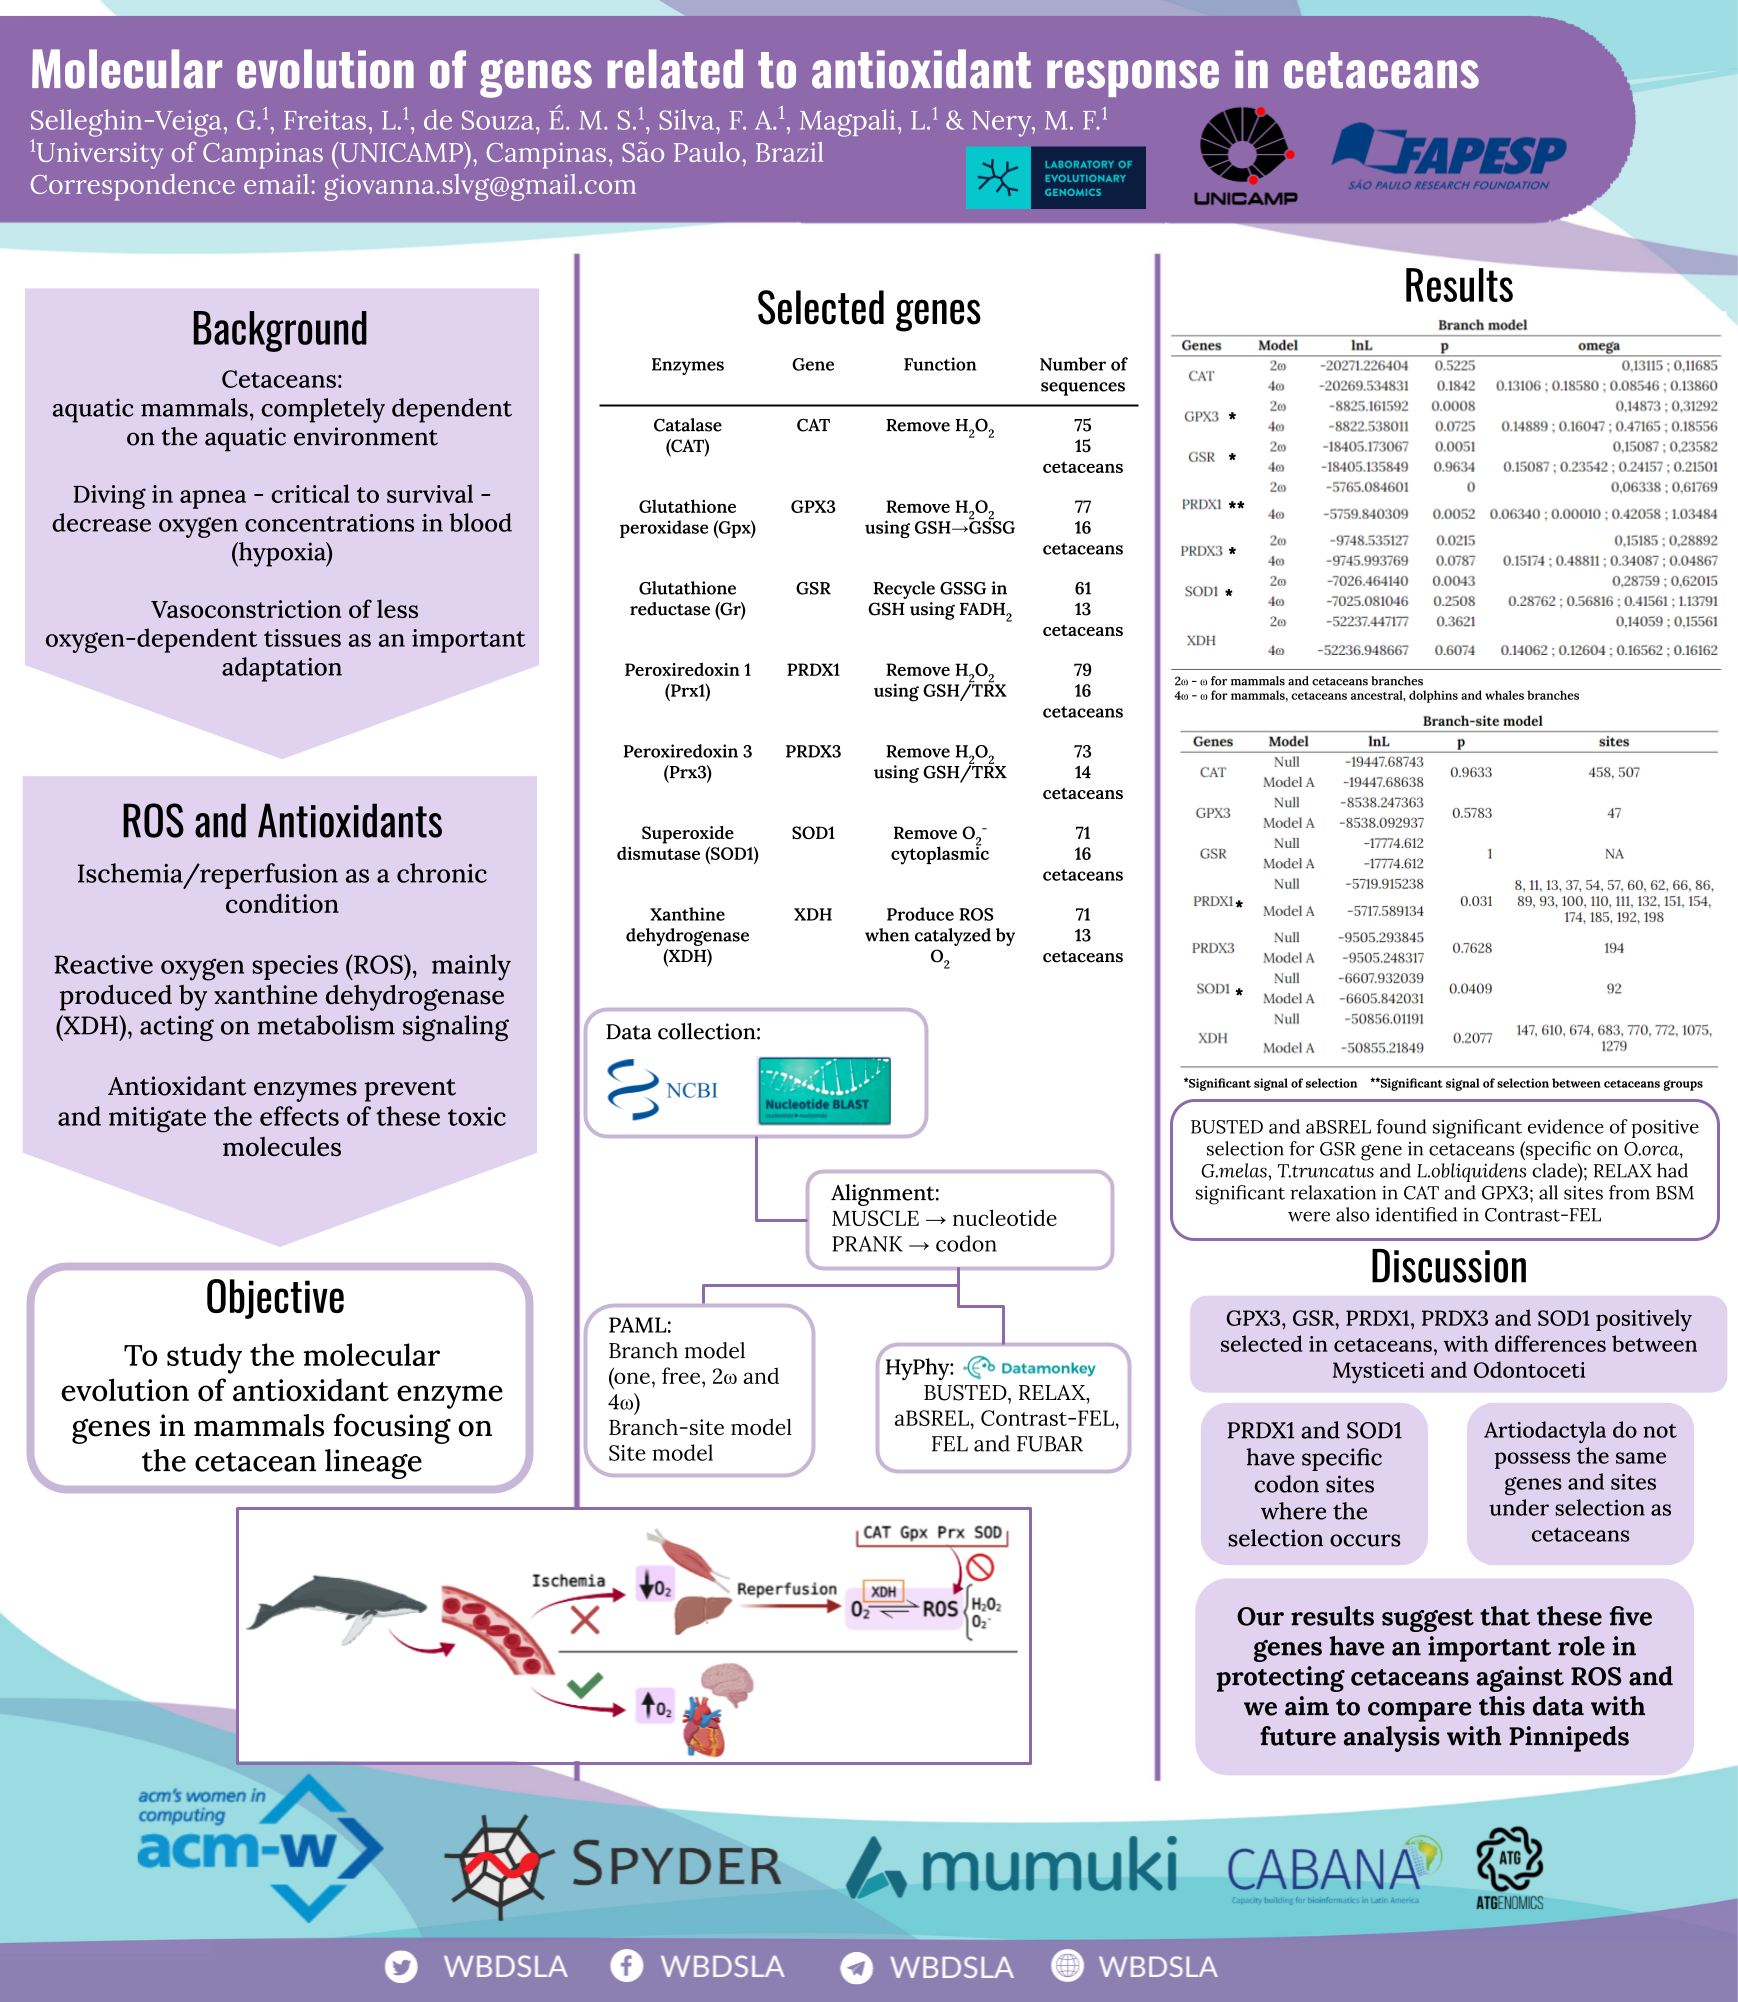 Molecular evolution of genes related to antioxidant response in cetaceans
Selleghin-Veiga, G.¹, Freitas, L.¹, de Souza, É. M. S.¹, Silva, F. A.¹, Magpali, L.¹ & Nery, M. F.¹
¹University of Campinas (UNICAMP), Campinas, São Paulo, Brazil
Correspondence email: giovanna.slvg@gmail.com
LABORATORY OF
EVOLUTIONARY
GENOMICS
UNICAMP
FAPESP
SÃO PAULO RESEARCH FOUNDATION
Background
Cetaceans:
aquatic mammals, completely dependent
on the aquatic environment
Diving in apnea - critical to survival -
decrease oxygen concentrations in blood
(hypoxia)
Vasoconstriction of less
oxygen-dependent tissues as an important
adaptation
ROS and Antioxidants
Ischemia/reperfusion as a chronic
condition
Reactive oxygen species (ROS), mainly
produced by xanthine dehydrogenase
(XDH), acting on metabolism signaling
Antioxidant enzymes prevent
and mitigate the effects of these toxic
molecules
Objective
To study the molecular
evolution of antioxidant enzyme
genes in mammals focusing on
the cetacean lineage
Selected genes
Enzymes Gene Function Number of
sequences
Catalase CAT Remove H₂O₂ 75
(CAT) 15
cetaceans
Glutathione GPX3 Remove H₂O₂ 77
peroxidase (Gpx) using GSH→GSSG 16
cetaceans
Glutathione GSR Recycle GSSG in 61
reductase (Gr) GSH using FADH₂ 13
cetaceans
Peroxiredoxin 1 PRDX1 Remove H₂O₂ 79
(Prx1) using GSH/TRX 16
cetaceans
Peroxiredoxin 3 PRDX3 Remove H₂O₂ 73
(Prx3) using GSH/TRX 14
cetaceans
Superoxide SOD1 Remove O₂⁻ 71
dismutase (SOD1) cytoplasmic 16
cetaceans
Xanthine XDH Produce ROS 71
dehydrogenase when catalyzed by 13
(XDH) O₂ cetaceans
Data collection:
NCBI
Nucleotide BLAST
Alignment:
MUSCLE → nucleotide
PRANK → codon
PAML:
Branch model
(one, free, 2ω and
4ω)
Branch-site model
Site model
HyPhy: Datamonkey
BUSTED, RELAX,
aBSREL, Contrast-FEL,
FEL and FUBAR
Ischemia
↓O₂
Reperfusion
CAT Gpx Prx SOD
XDH
O₂ ⇌ ROS
H₂O₂
O₂⁻
↑O₂
Results
Branch model
Genes Model lnL p omega
CAT 2ω -20271.226404 0.5225 0,13115 ; 0,11685
4ω -20269.534831 0.1842 0.13106 ; 0.18580 ; 0.08546 ; 0.13860
GPX3 * 2ω -8825.161592 0.0008 0,14873 ; 0,31292
4ω -8822.538011 0.0725 0.14889 ; 0.16047 ; 0.47165 ; 0.18556
GSR * 2ω -18405.173067 0.0051 0,15087 ; 0,23582
4ω -18405.135849 0.9634 0.15087 ; 0.23542 ; 0.24157 ; 0.21501
PRDX1 ** 2ω -5765.084601 0 0,06338 ; 0,61769
4ω -5759.840309 0.0052 0.06340 ; 0.00010 ; 0.42058 ; 1.03484
PRDX3 * 2ω -9748.535127 0.0215 0,15185 ; 0,28892
4ω -9745.993769 0.0787 0.15174 ; 0.48811 ; 0.34087 ; 0.04867
SOD1 * 2ω -7026.464140 0.0043 0,28759 ; 0,62015
4ω -7025.081046 0.2508 0.28762 ; 0.56816 ; 0.41561 ; 1.13791
XDH 2ω -52237.447177 0.3621 0,14059 ; 0,15561
4ω -52236.948667 0.6074 0.14062 ; 0.12604 ; 0.16562 ; 0.16162
2ω - ω for mammals and cetaceans branches
4ω - ω for mammals, cetaceans ancestral, dolphins and whales branches
Branch-site model
Genes Model lnL p sites
CAT Null -19447.68743 0.9633 458, 507
Model A -19447.68638
GPX3 Null -8538.247363 0.5783 47
Model A -8538.092937
GSR Null -17774.612 1 NA
Model A -17774.612
PRDX1* Null -5719.915238 0.031 8, 11, 13, 37, 54, 57, 60, 62, 66, 86,
89, 93, 100, 110, 111, 132, 151, 154,
Model A -5717.589134 174, 185, 192, 198
PRDX3 Null -9505.293845 0.7628 194
Model A -9505.248317
SOD1 * Null -6607.932039 0.0409 92
Model A -6605.842031
XDH Null -50856.01191 0.2077 147, 610, 674, 683, 770, 772, 1075,
Model A -50855.21849 1279
*Significant signal of selection **Significant signal of selection between cetaceans groups
BUSTED and aBSREL found significant evidence of positive
selection for GSR gene in cetaceans (specific on O.orca,
G.melas, T.truncatus and L.obliquidens clade); RELAX had
significant relaxation in CAT and GPX3; all sites from BSM
were also identified in Contrast-FEL
Discussion
GPX3, GSR, PRDX1, PRDX3 and SOD1 positively
selected in cetaceans, with differences between
Mysticeti and Odontoceti
PRDX1 and SOD1
have specific
codon sites
where the
selection occurs
Artiodactyla do not
possess the same
genes and sites
under selection as
cetaceans
Our results suggest that these five
genes have an important role in
protecting cetaceans against ROS and
we aim to compare this data with
future analysis with Pinnipeds
acm's women in
computing
acm-w
SPYDER
mumuki
CABANA
Capacity building for bioinformatics in Latin America
ATG
ATGENOMICS
WBDSLA WBDSLA WBDSLA WBDSLA